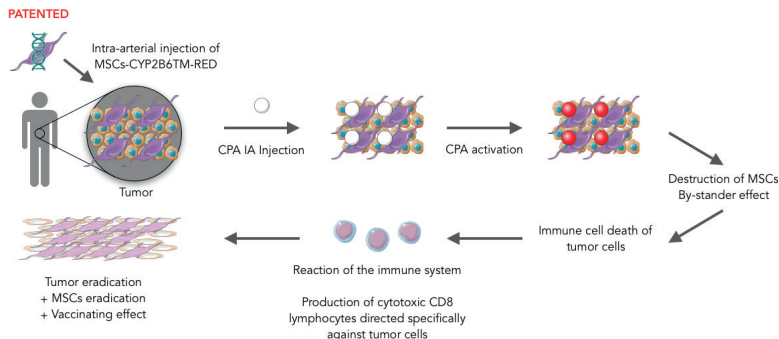 PATENTED
Intra-arterial injection of
MSCs-CYP2B6TM-RED
Tumor
CPA IA Injection
CPA activation
Destruction of MSCs
By-stander effect
Immune cell death of
tumor cells
Reaction of the immune system
Production of cytotoxic CD8
lymphocytes directed specifically
against tumor cells
Tumor eradication
+ MSCs eradication
+ Vaccinating effect